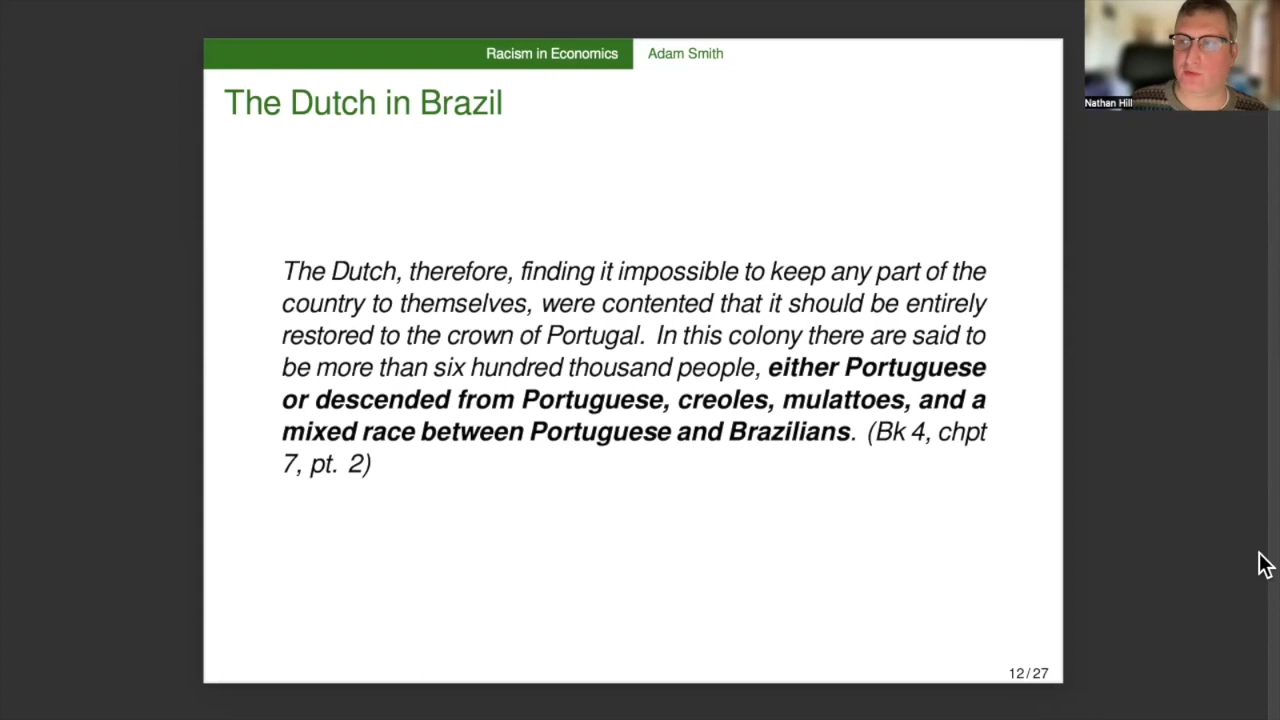 Racism in Economics
Adam Smith
The Dutch in Brazil
Nathan Hill
The Dutch, therefore, finding it impossible to keep any part of the
country to themselves, were contented that it should be entirely
restored to the crown of Portugal. In this colony there are said to
be more than six hundred thousand people, either Portuguese
or descended from Portuguese, creoles, mulattoes, and a
mixed race between Portuguese and Brazilians. (Bk 4, chpt
7, pt. 2)
12/27